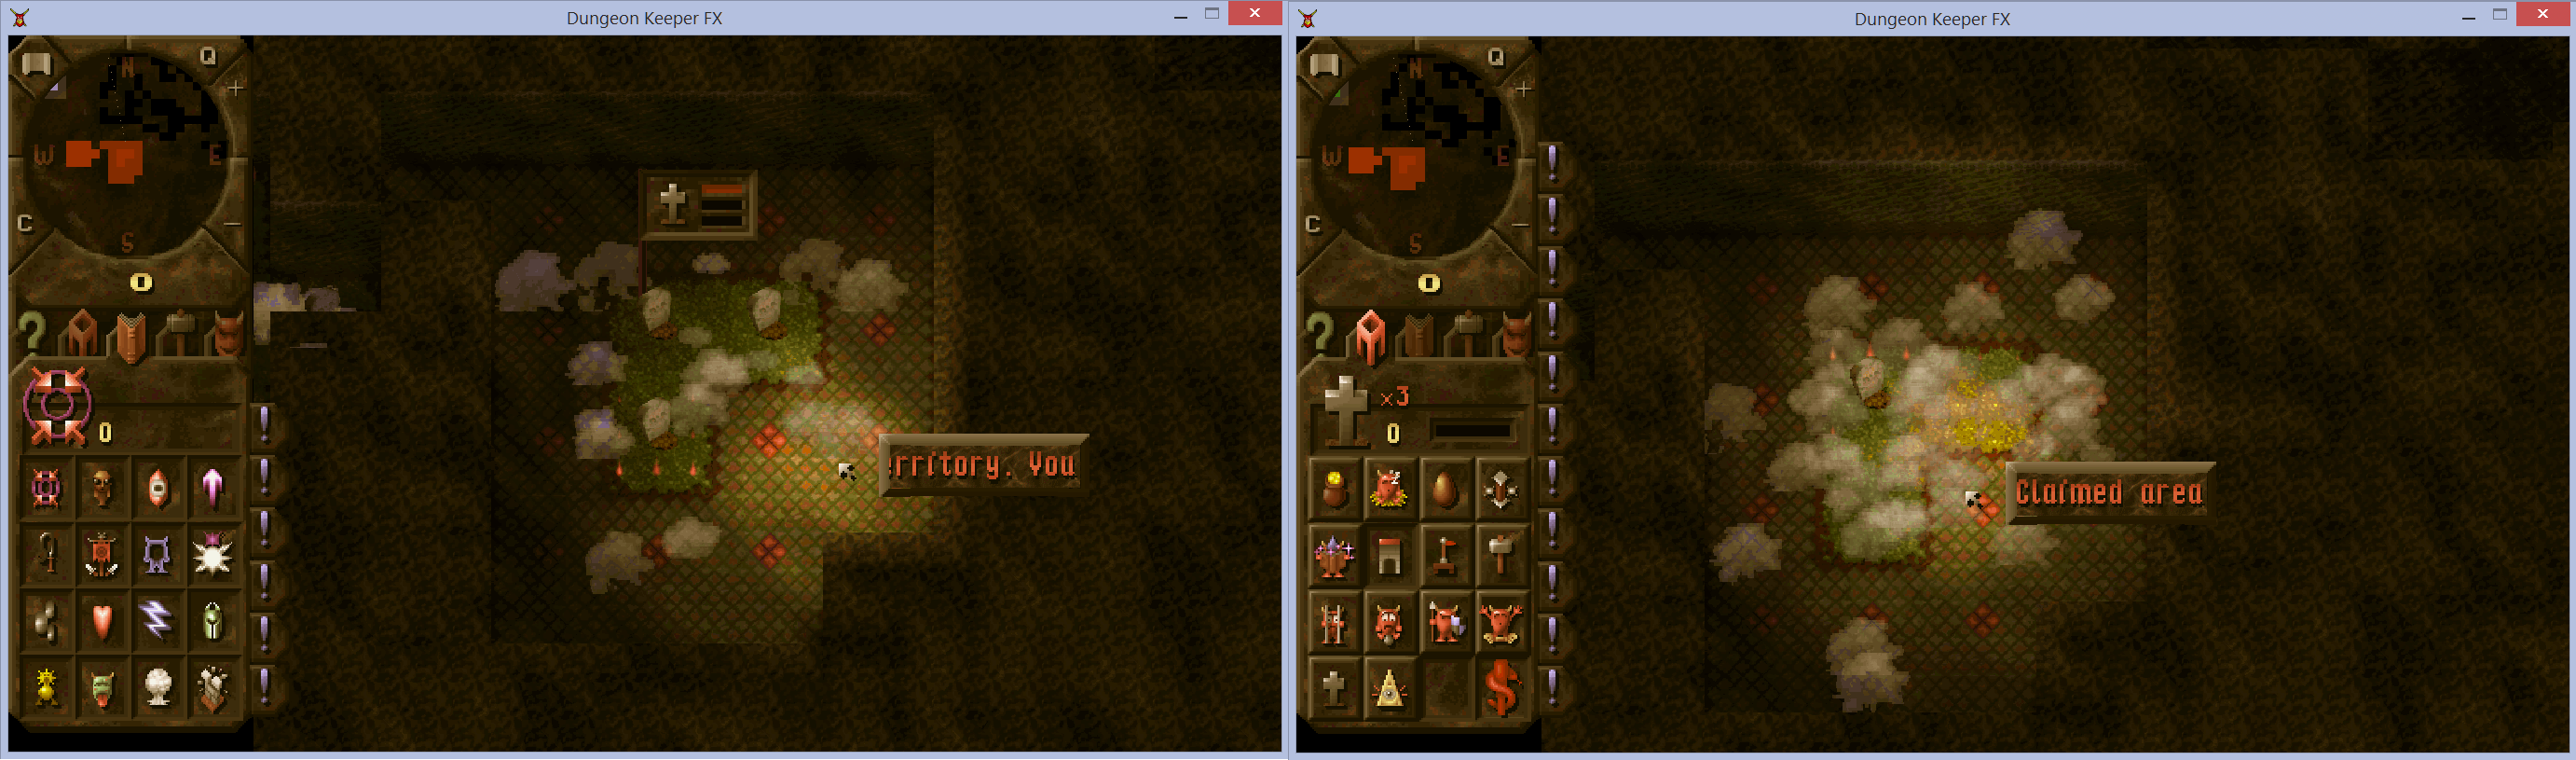 Dungeon Keeper FX
N
Q
+
W
E
C
−
S
0
?
0
rritory. You
Dungeon Keeper FX
N
Q
+
W
E
C
−
S
0
?
x3
0
Claimed area